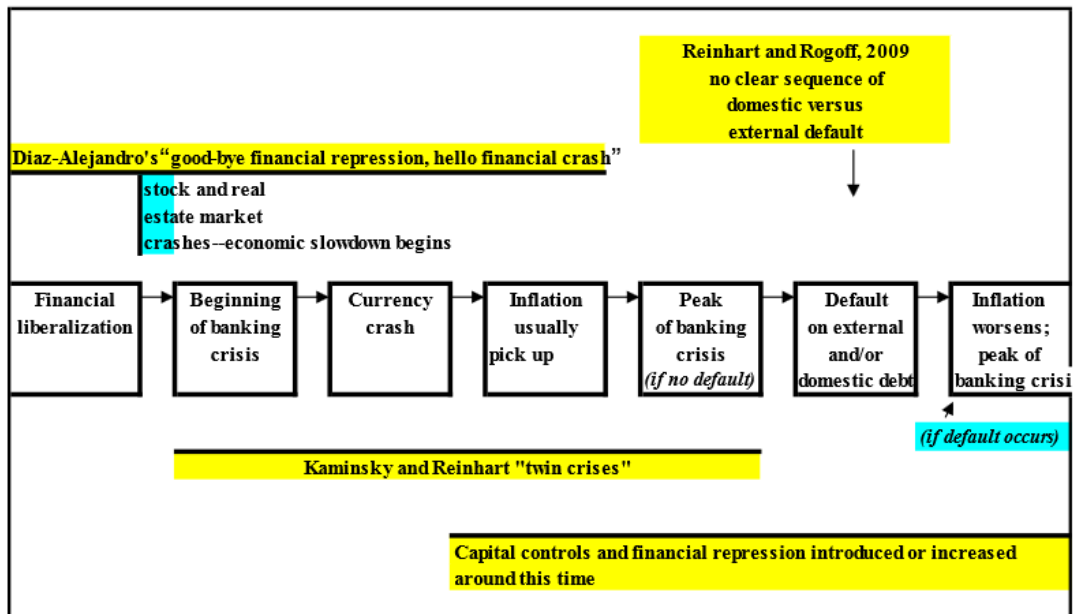 Reinhart and Rogoff, 2009
no clear sequence of
domestic versus
external default
Diaz-Alejandro's“good-bye financial repression, hello financial crash”
stock and real
estate market
crashes--economic slowdown begins
Financial
liberalization
Beginning
of banking
crisis
Currency
crash
Inflation
usually
pick up
Peak
of banking
crisis
(if no default)
Default
on external
and/or
domestic debt
Inflation
worsens;
peak of
banking crisi
(if default occurs)
Kaminsky and Reinhart "twin crises"
Capital controls and financial repression introduced or increased
around this time